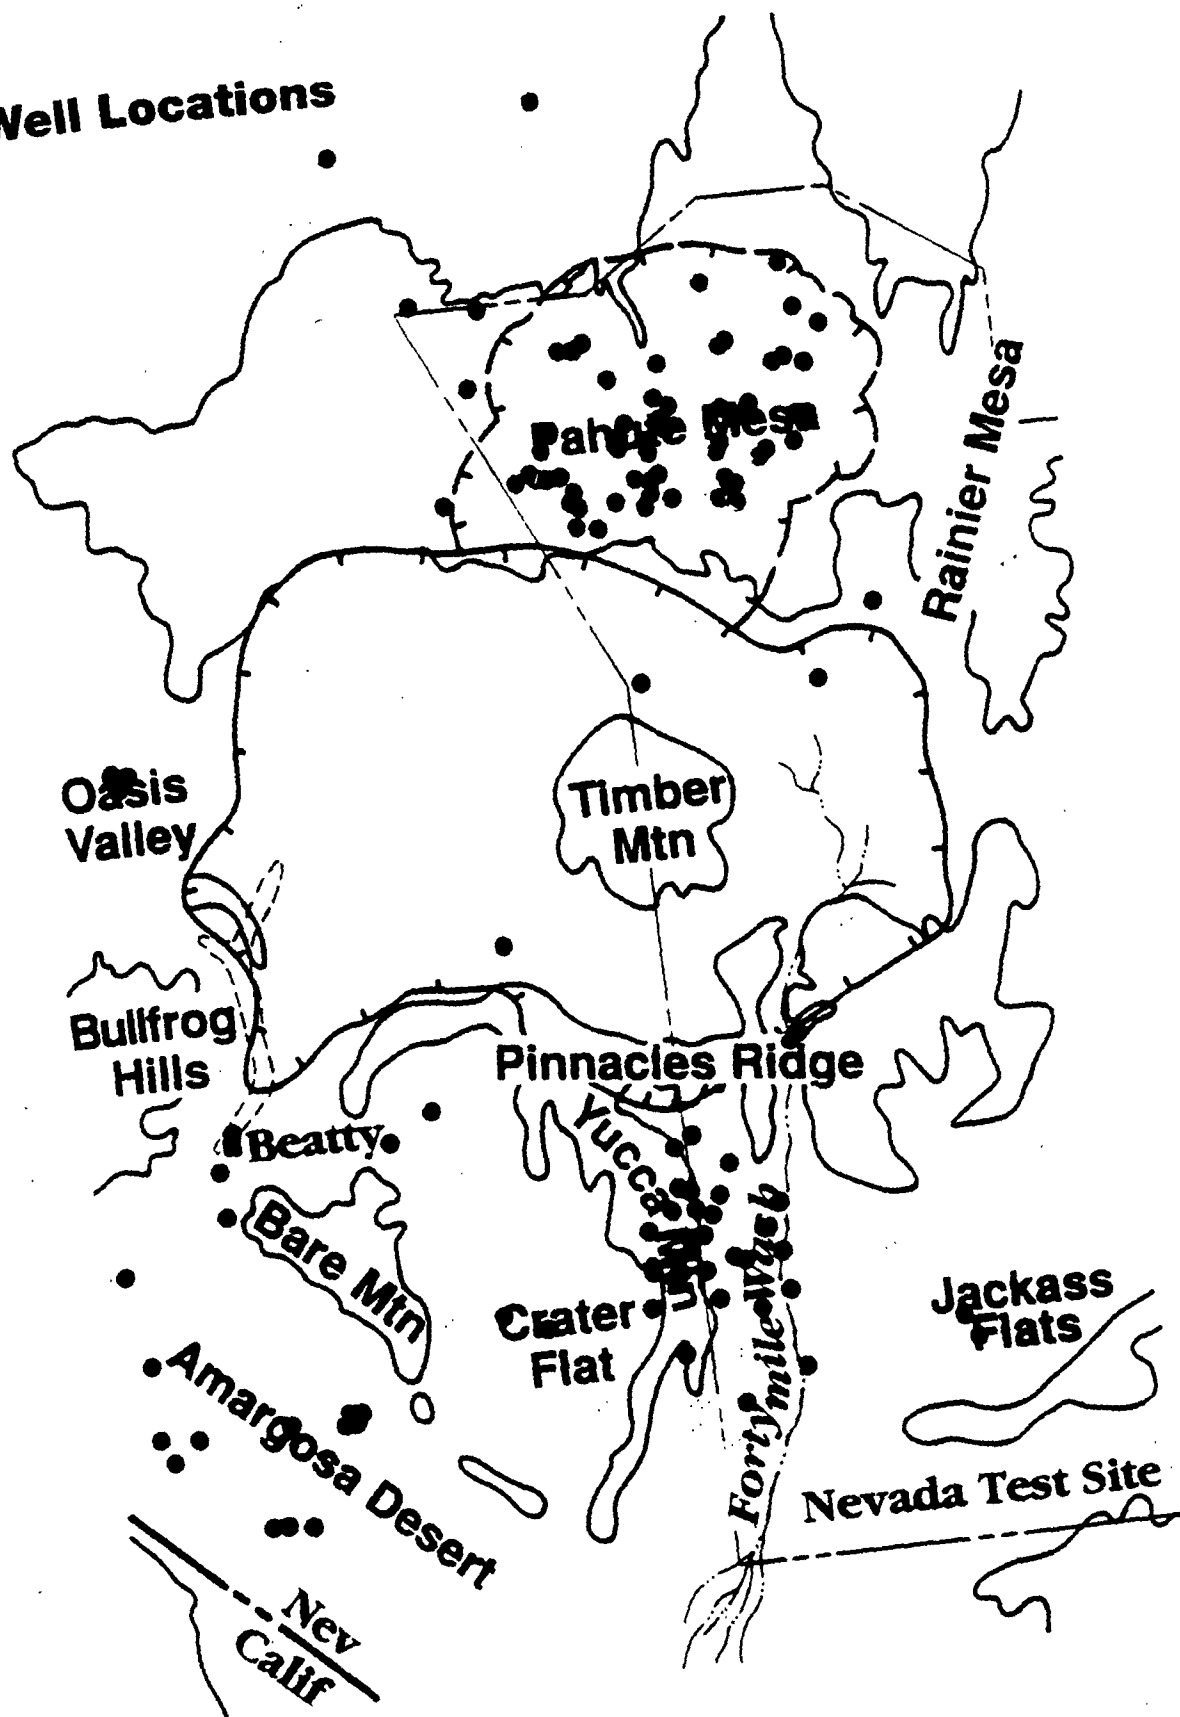 Well Locations
Pahute Mesa
Rainier Mesa
Oasis
Valley
Timber
Mtn
Bullfrog
Hills
Pinnacles Ridge
Yucca Mtn
Beatty
Bare Mtn
Fortymile Wash
Crater
Flat
Jackass
Flats
Amargosa Desert
Nevada Test Site
Nev
Calif